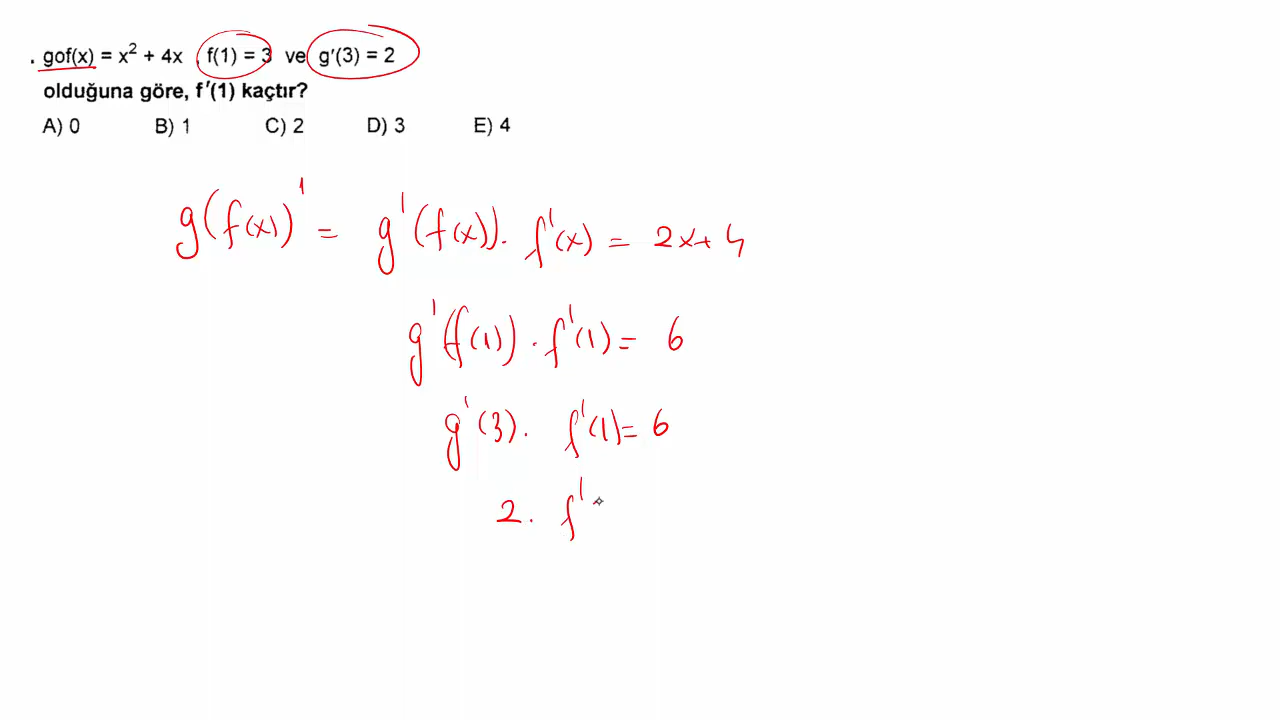 . gof(x) = x² + 4x , f(1) = 3 ve g′(3) = 2
olduğuna göre, f′(1) kaçtır?
A) 0 B) 1 C) 2 D) 3 E) 4
g(f(x))' = g'(f(x)). f'(x) = 2x+4
g'(f(1)) . f'(1) = 6
g'(3). f'(1) = 6
2. f'